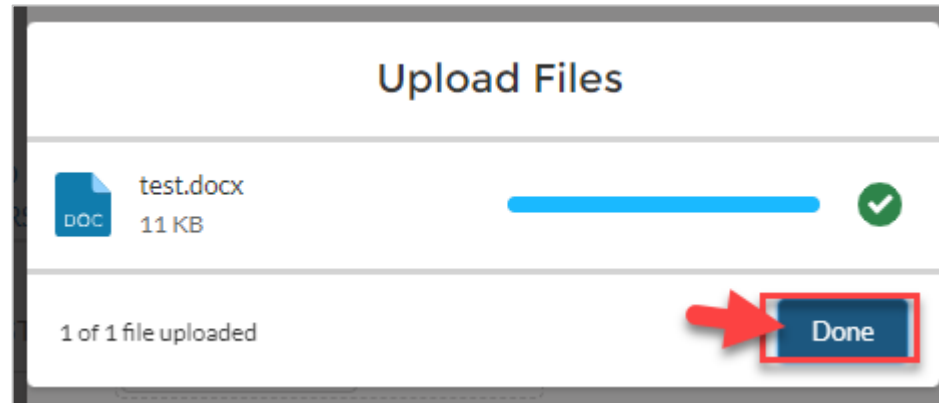 Upload Files
test.docx
DOC
11 KB
1 of 1 file uploaded
Done